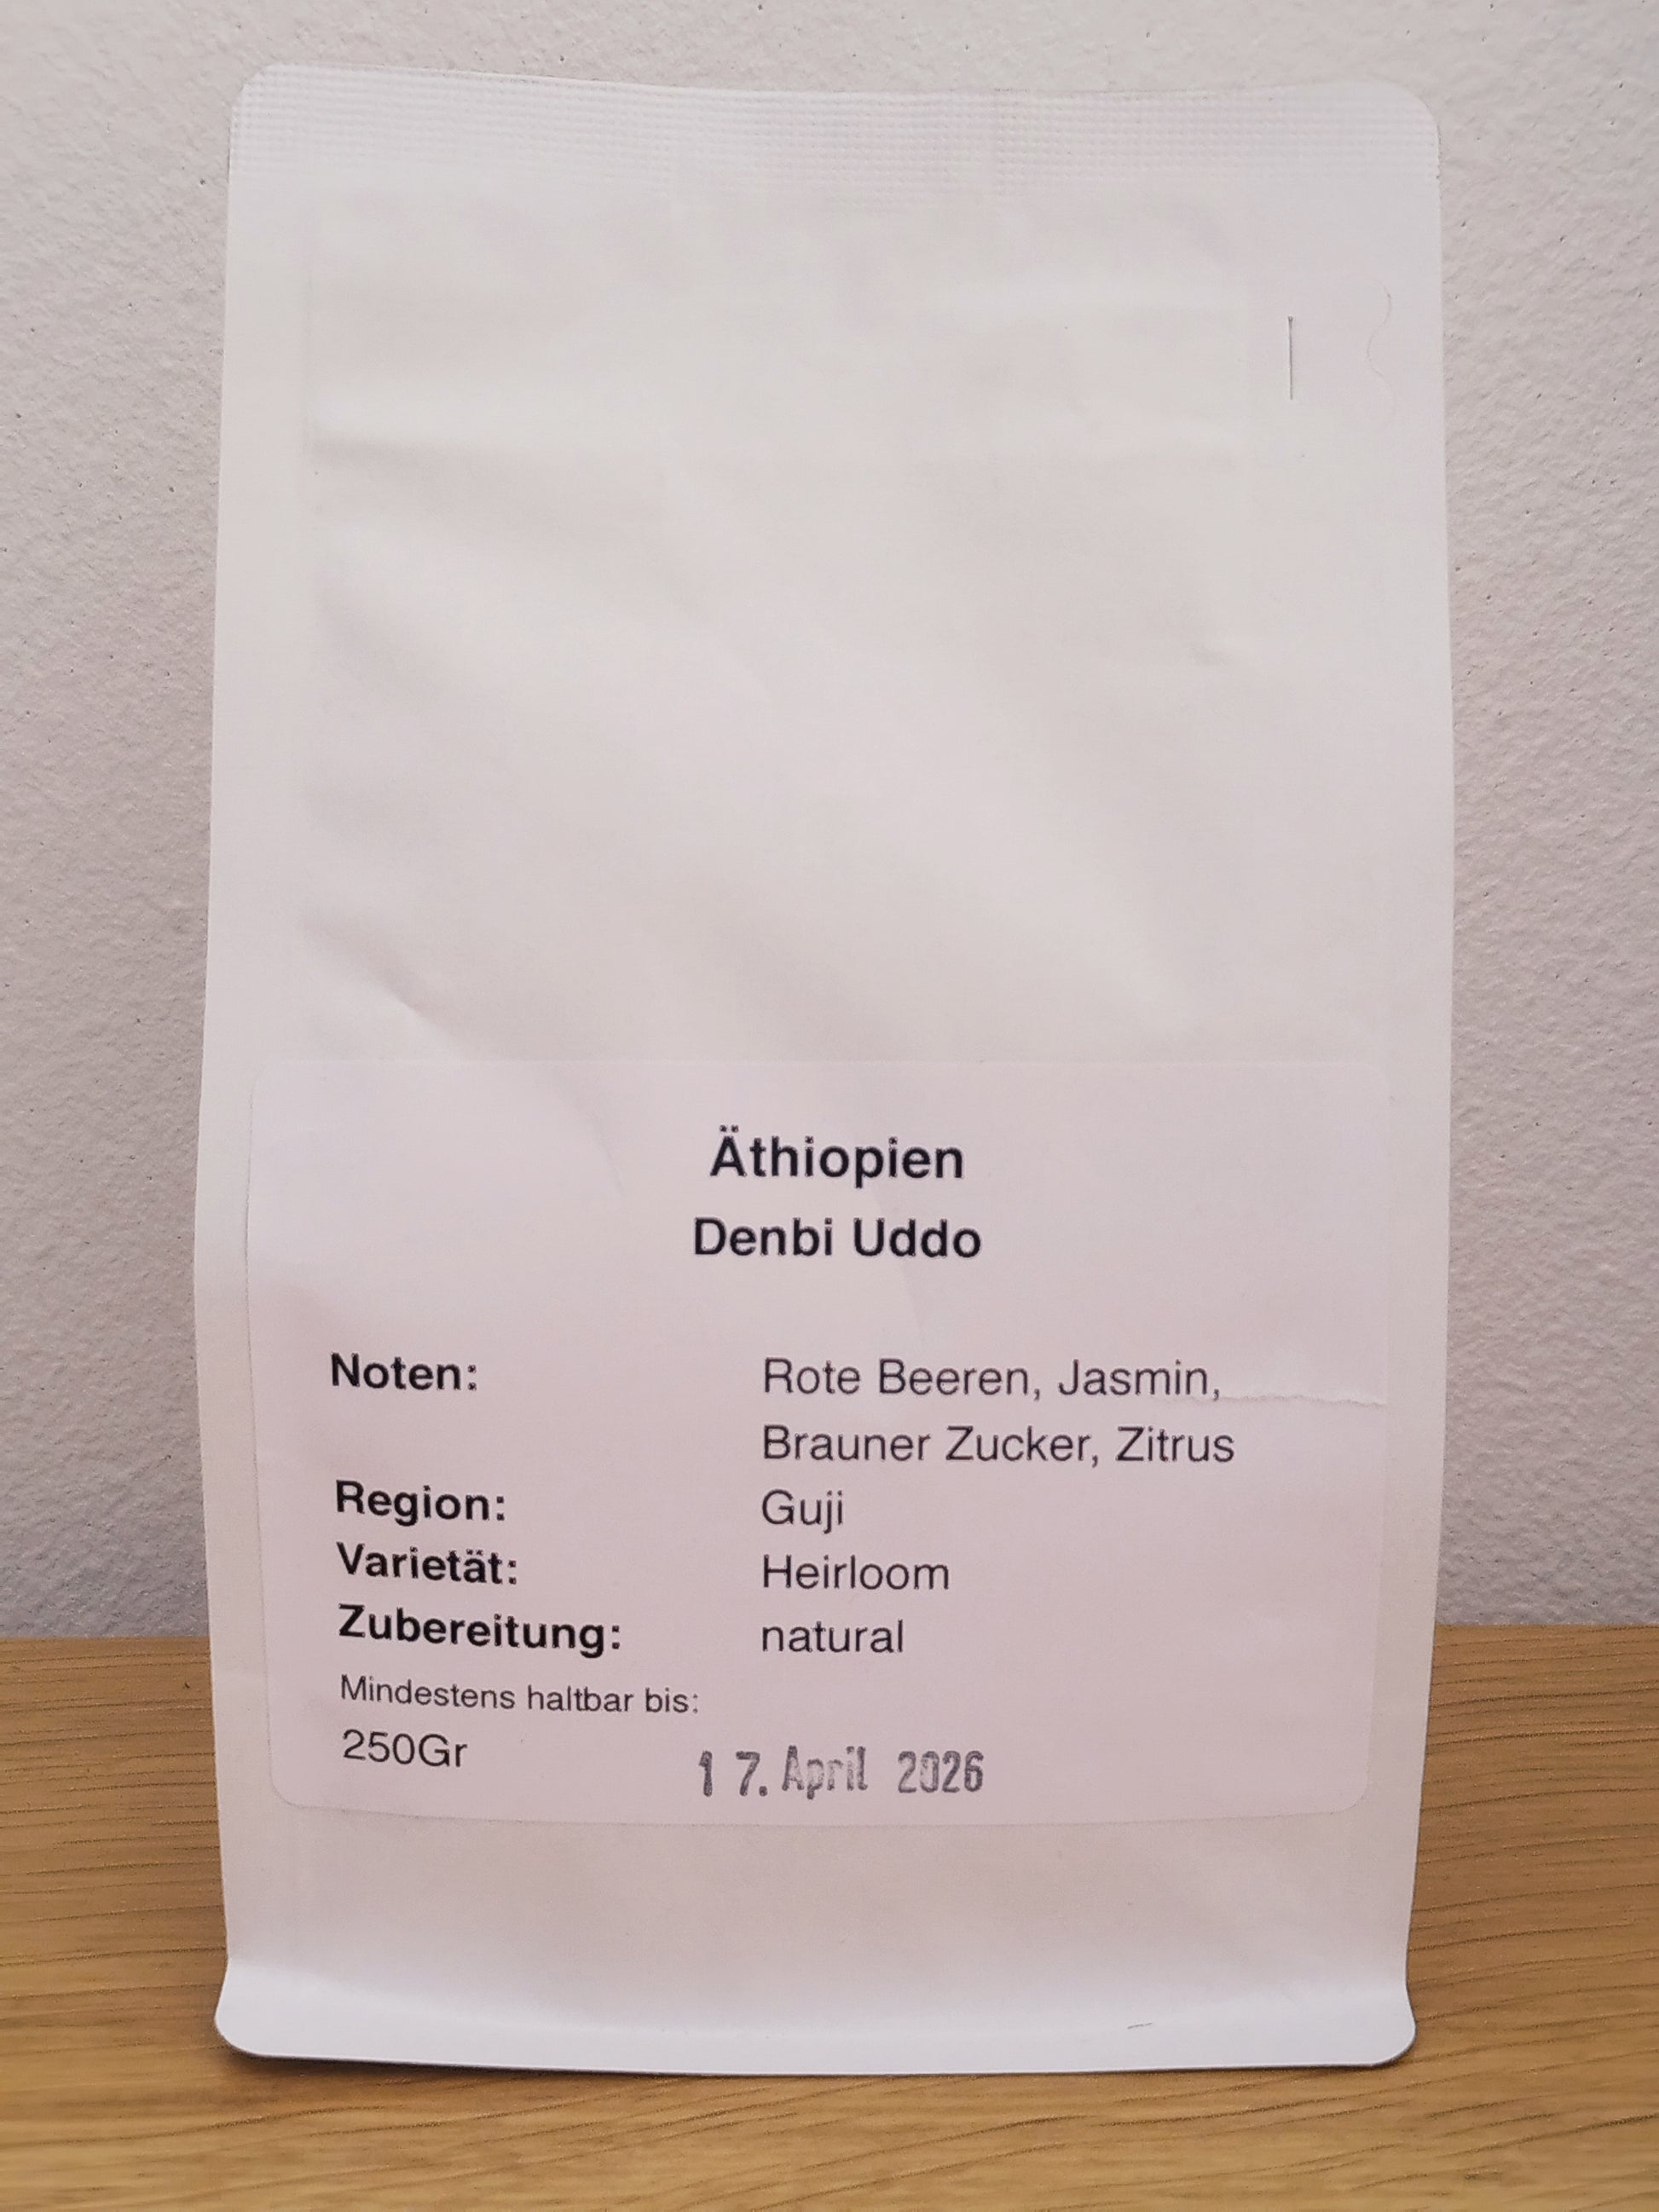 Äthiopien
Denbi Uddo
Noten: Rote Beeren, Jasmin,
Brauner Zucker, Zitrus
Region: Guji
Varietät: Heirloom
Zubereitung: natural
Mindestens haltbar bis:
250Gr 17. April 2026